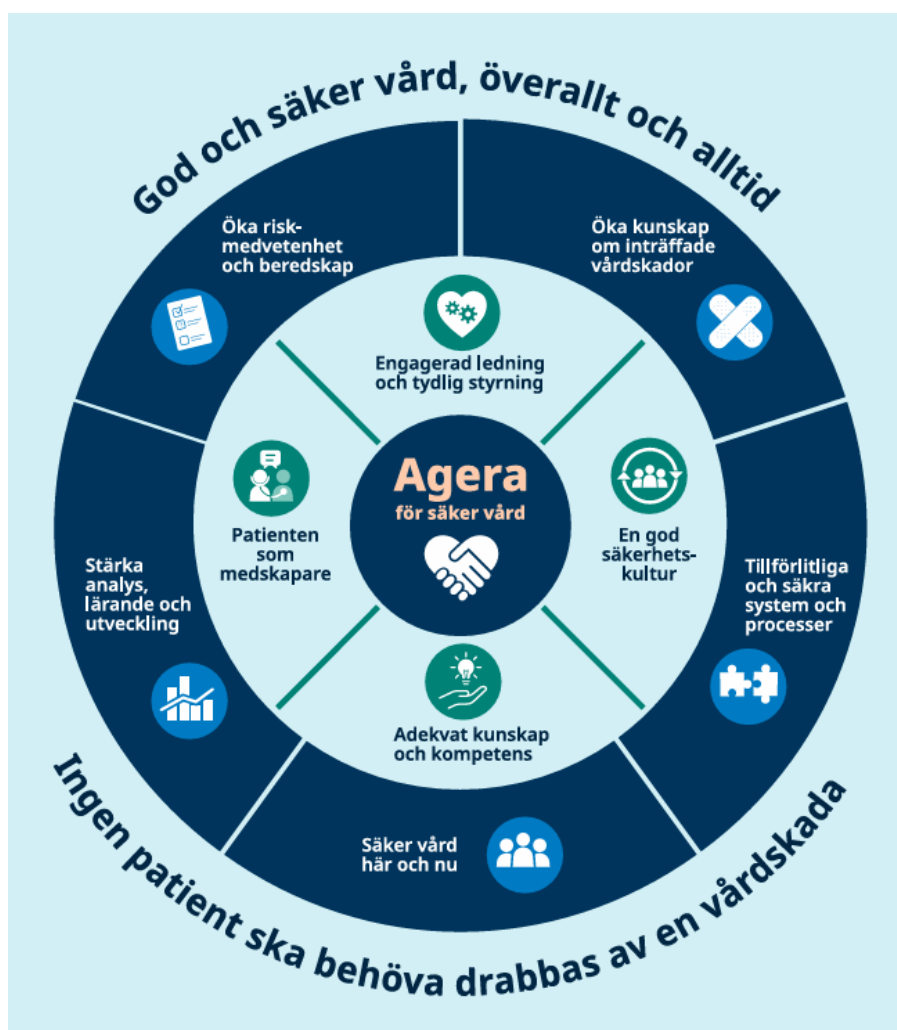 God och säker vård, överallt och alltid
Öka risk-
medvetenhet
och beredskap
Öka kunskap
om inträffade
vårdskador
Engagerad ledning
och tydlig styrning
Agera
för säker vård
Patienten
som
medskapare
En god
säkerhets-
kultur
Stärka
analys,
lärande och
utveckling
Tillförlitliga
och säkra
system och
processer
Adekvat kunskap
och kompetens
Säker vård
här och nu
Ingen patient ska behöva drabbas av en vårdskada